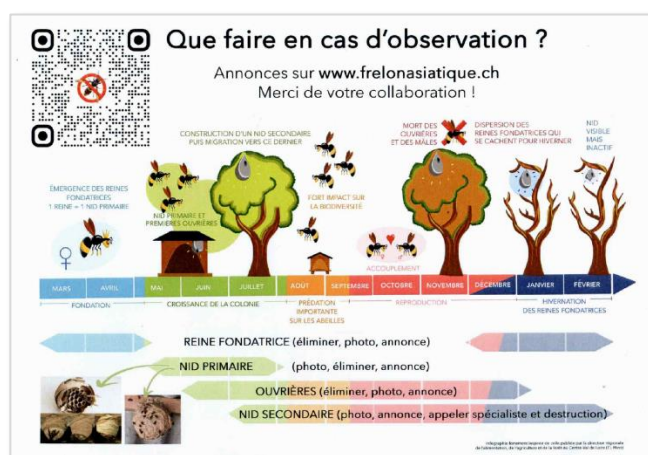 Que faire en cas d'observation ?
Annonces sur www.frelonasiatique.ch
Merci de votre collaboration !
CONSTRUCTION D'UN NID SECONDAIRE
PUIS MIGRATION VERS CE DERNIER
MORT DES
OUVRIÈRES
ET DES MÂLES
DISPERSION DES
REINES FONDATRICES QUI
SE CACHENT POUR HIVERNER
NID
VISIBLE
MAIS
INACTIF
ÉMERGENCE DES REINES
FONDATRICES
1 REINE = 1 NID PRIMAIRE
NID PRIMAIRE ET
PREMIÈRES OUVRIÈRES
FORT IMPACT SUR
LA BIODIVERSITÉ
ACCOUPLEMENT
MARS
AVRIL
MAI
JUIN
JUILLET
AOÛT
SEPTEMBRE
OCTOBRE
NOVEMBRE
DÉCEMBRE
JANVIER
FÉVRIER
FONDATION
CROISSANCE DE LA COLONIE
PRÉDATION
IMPORTANTE
SUR LES ABEILLES
REPRODUCTION
HIVERNATION
DES REINES FONDATRICES
REINE FONDATRICE (éliminer, photo, annonce)
NID PRIMAIRE (photo, éliminer, annonce)
OUVRIÈRES (éliminer, photo, annonce)
NID SECONDAIRE (photo, annonce, appeler spécialiste et destruction)